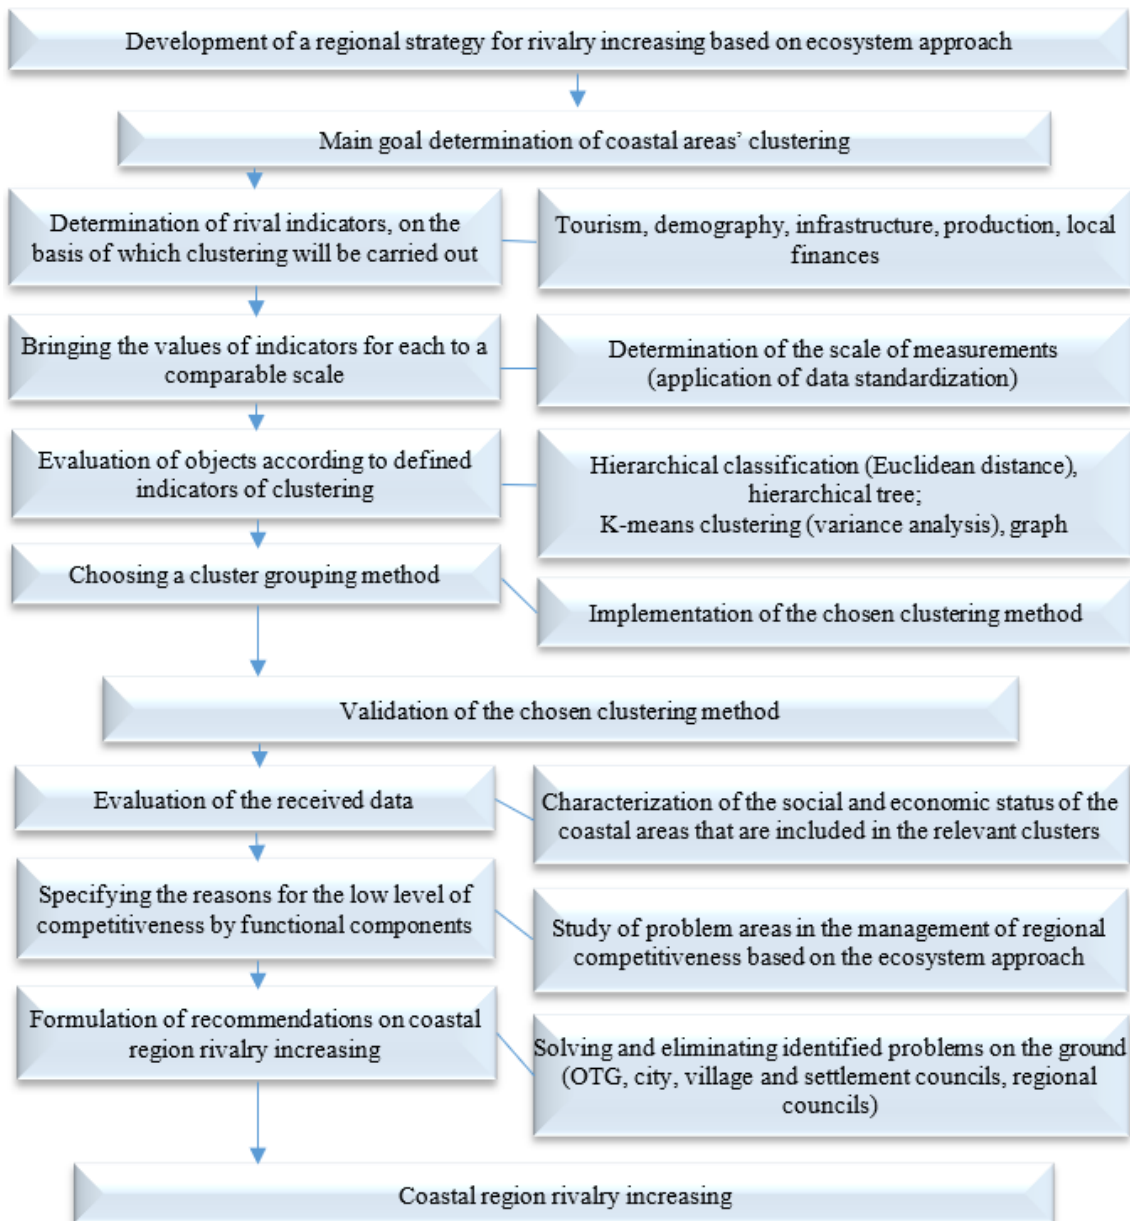 Development of a regional strategy for rivalry increasing based on ecosystem approach
Main goal determination of coastal areas’ clustering
Determination of rival indicators, on the
basis of which clustering will be carried out
Tourism, demography, infrastructure, production, local
finances
Bringing the values of indicators for each to a
comparable scale
Determination of the scale of measurements
(application of data standardization)
Evaluation of objects according to defined
indicators of clustering
Hierarchical classification (Euclidean distance),
hierarchical tree;
K-means clustering (variance analysis), graph
Choosing a cluster grouping method
Implementation of the chosen clustering method
Validation of the chosen clustering method
Evaluation of the received data
Characterization of the social and economic status of the
coastal areas that are included in the relevant clusters
Specifying the reasons for the low level of
competitiveness by functional components
Study of problem areas in the management of regional
competitiveness based on the ecosystem approach
Formulation of recommendations on coastal
region rivalry increasing
Solving and eliminating identified problems on the ground
(OTG, city, village and settlement councils, regional
councils)
Coastal region rivalry increasing